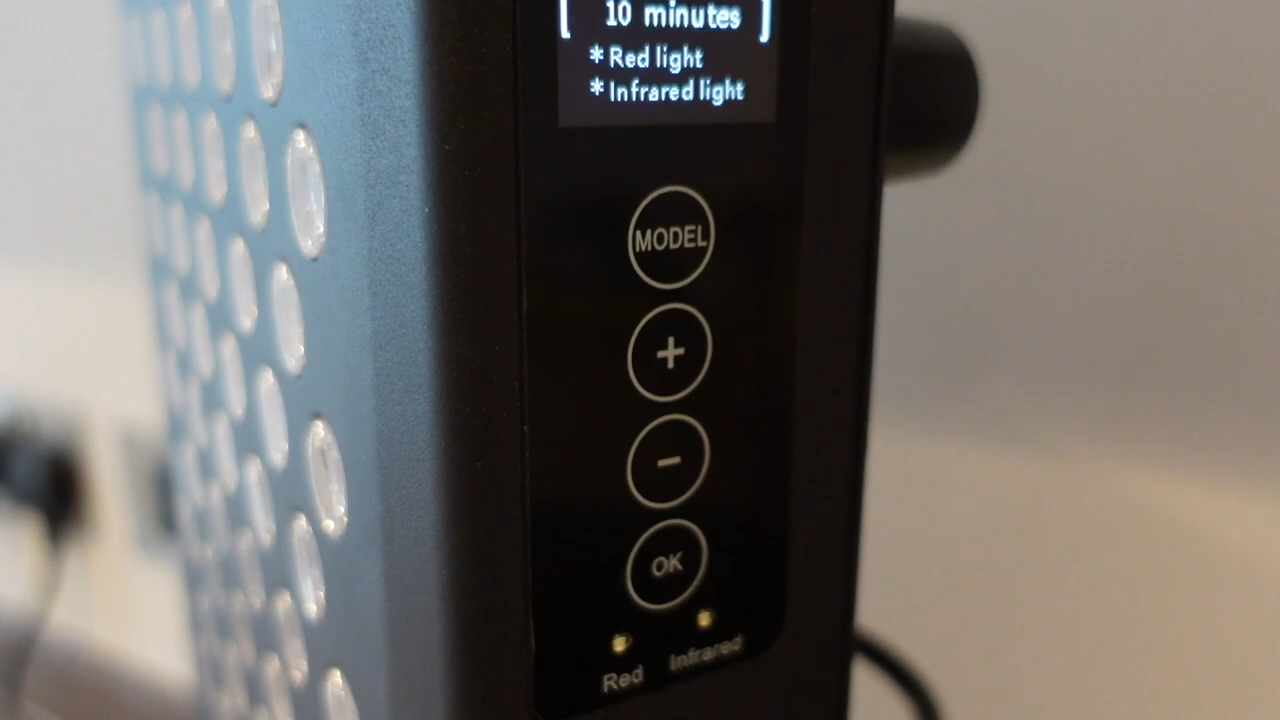 [ 10 minutes ]
* Red light
* Infrared light
MODEL
+
−
OK
Red Infrared